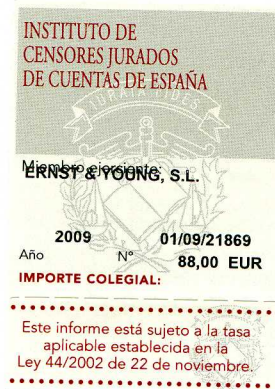 INSTITUTO DE
CENSORES JURADOS
DE CUENTAS DE ESPAÑA
Miembro ejerciente:
ERNST & YOUNG, S.L.
2009 01/09/21869
Año Nº 88,00 EUR
IMPORTE COLEGIAL:
Este informe está sujeto a la tasa
aplicable establecida en la
Ley 44/2002 de 22 de noviembre.